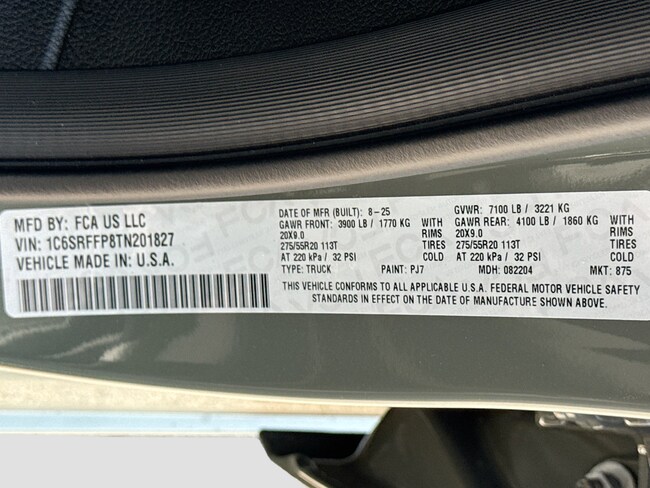 MFD BY: FCA US LLC
VIN: 1C6SRFFP8TN201827
VEHICLE MADE IN: U.S.A.
DATE OF MFR (BUILT): 8-25 GVWR: 7100 LB / 3221 KG
GAWR FRONT: 3900 LB / 1770 KG WITH GAWR REAR: 4100 LB / 1860 KG WITH
20X9.0 RIMS 20X9.0 RIMS
275/55R20 113T TIRES 275/55R20 113T TIRES
AT 220 kPa / 32 PSI COLD AT 220 kPa / 32 PSI COLD
TYPE: TRUCK PAINT: PJ7 MDH: 082204 MKT: 875
THIS VEHICLE CONFORMS TO ALL APPLICABLE U.S.A. FEDERAL MOTOR VEHICLE SAFETY
STANDARDS IN EFFECT ON THE DATE OF MANUFACTURE SHOWN ABOVE.